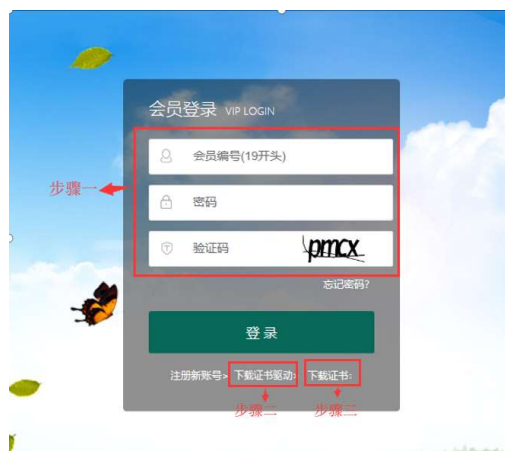 会员登录 VIP LOGIN
会员编号(19开头)
步骤一
密码
验证码 pmcx
忘记密码?
登录
注册新账号> 下载证书驱动> 下载证书>
步骤二 步骤三